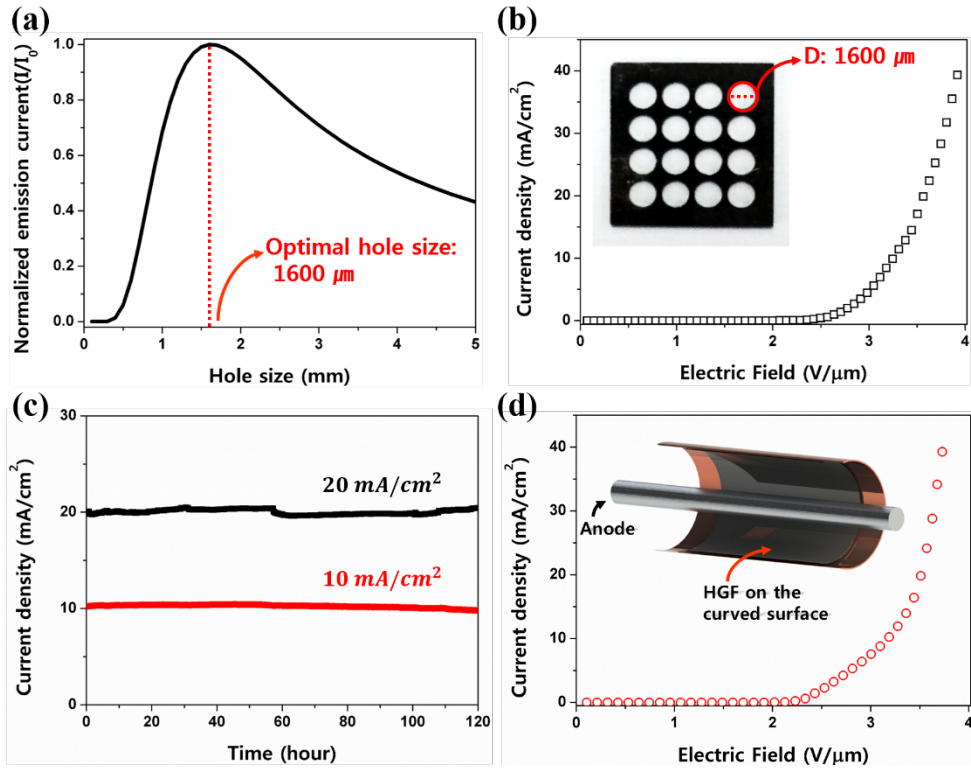 (a)
Normalized emission current(I/I₀)
1.0
0.8
0.6
0.4
0.2
0.0
0
1
2
3
4
5
Hole size (mm)
Optimal hole size:
1600 μm
(b)
Current density (mA/cm²)
40
30
20
10
0
0
1
2
3
4
Electric Field (V/μm)
D: 1600 μm
(c)
Current density (mA/cm²)
30
20
10
0
0
20
40
60
80
100
120
Time (hour)
20 mA/cm²
10 mA/cm²
(d)
Current density (mA/cm²)
40
30
20
10
0
0
1
2
3
4
Electric Field (V/μm)
Anode
HGF on the
curved surface